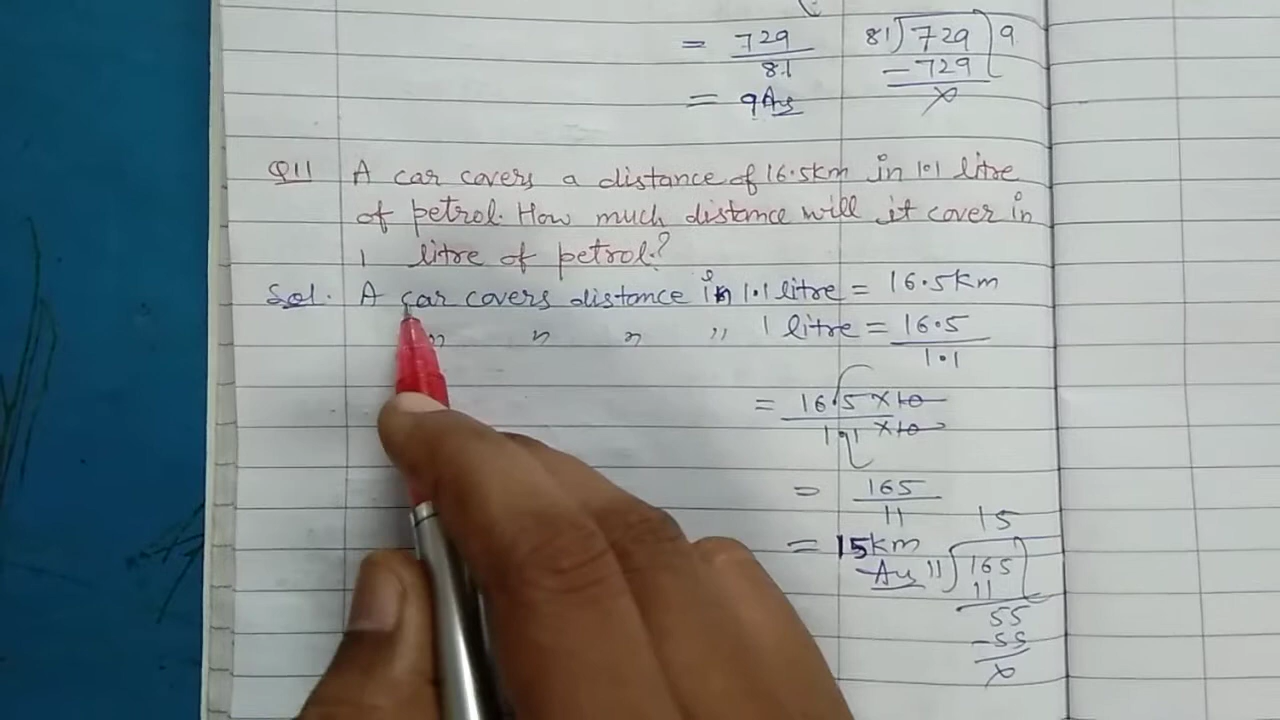 = 729 81)729(9
81 -729
= 9 Ans x
Q11 A car covers a distance of 16.5km in 1.1 litre
of petrol. How much distance will it cover in
1 litre of petrol?
Sol. A car covers distance in 1.1 litre = 16.5km
" " " " 1 litre = 16.5
1.1
= 16.5 x 10
1.1 x 10
= 165
11 15
= 15km
Ans 11)165
11
55
-55
x